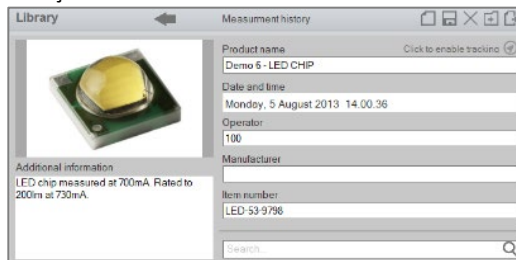 Library
Measurment history
Product name
Click to enable tracking
Demo 6 - LED CHIP
Date and time
Monday, 5 August 2013 14.00.36
Operator
100
Manufacturer
Additional information
LED chip measured at 700mA. Rated to
200lm at 730mA.
Item number
LED-53-9798
Search...